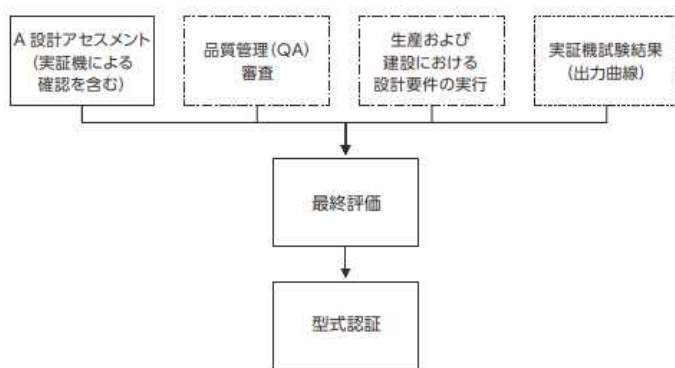 A 設計アセスメント
(実証機による
確認を含む)
品質管理(QA)
審査
生産および
建設における
設計要件の実行
実証機試験結果
(出力曲線)
最終評価
型式認証